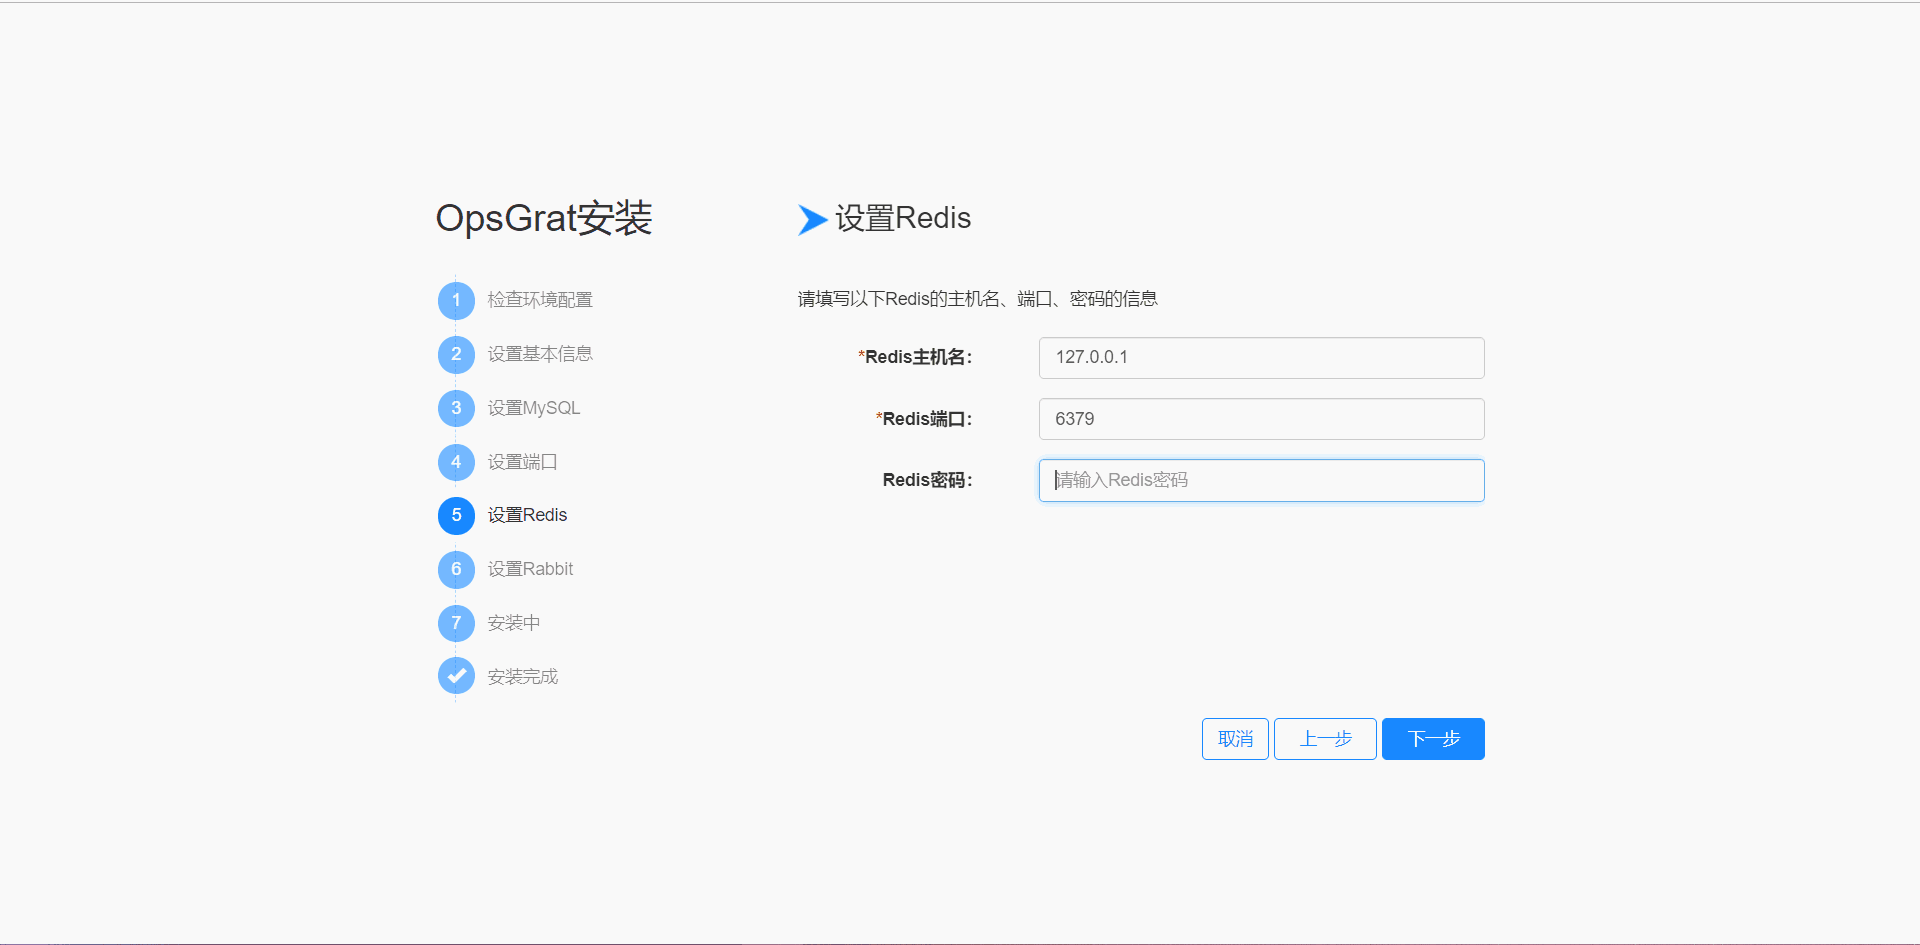 OpsGrat安装
1 检查环境配置
2 设置基本信息
3 设置MySQL
4 设置端口
5 设置Redis
6 设置Rabbit
7 安装中
安装完成
设置Redis
请填写以下Redis的主机名、端口、密码的信息
*Redis主机名: 127.0.0.1
*Redis端口: 6379
Redis密码: 请输入Redis密码
取消 上一步 下一步